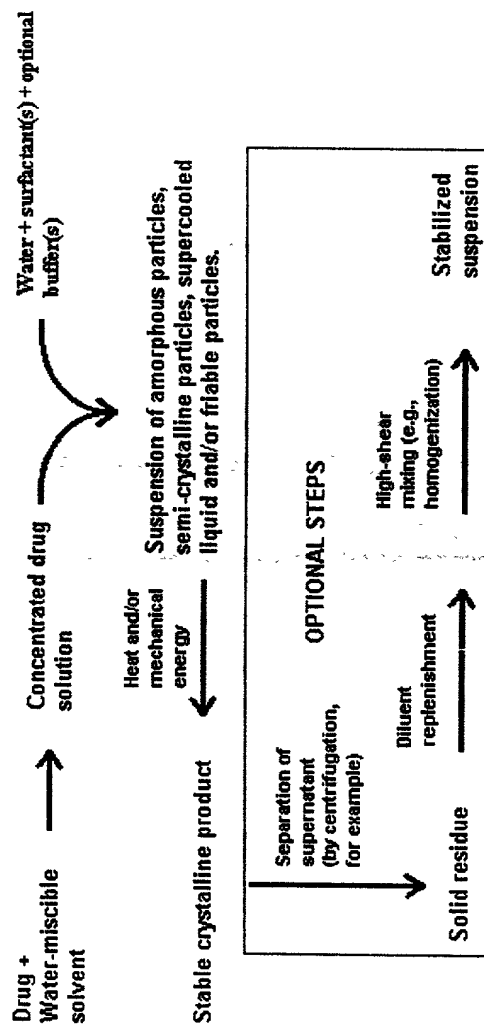 Drug +
Water-miscible
solvent
Concentrated drug
solution
Water + surfactant(s) + optional
buffer(s)
Suspension of amorphous particles,
semi-crystalline particles, supercooled
liquid and/or friable particles.
Heat and/or
mechanical
energy
Stable crystalline product
OPTIONAL STEPS
Separation of
supernatant
(by centrifugation,
for example)
Solid residue
Diluent
replenishment
High-shear
mixing (e.g.,
homogenization)
Stabilized
suspension